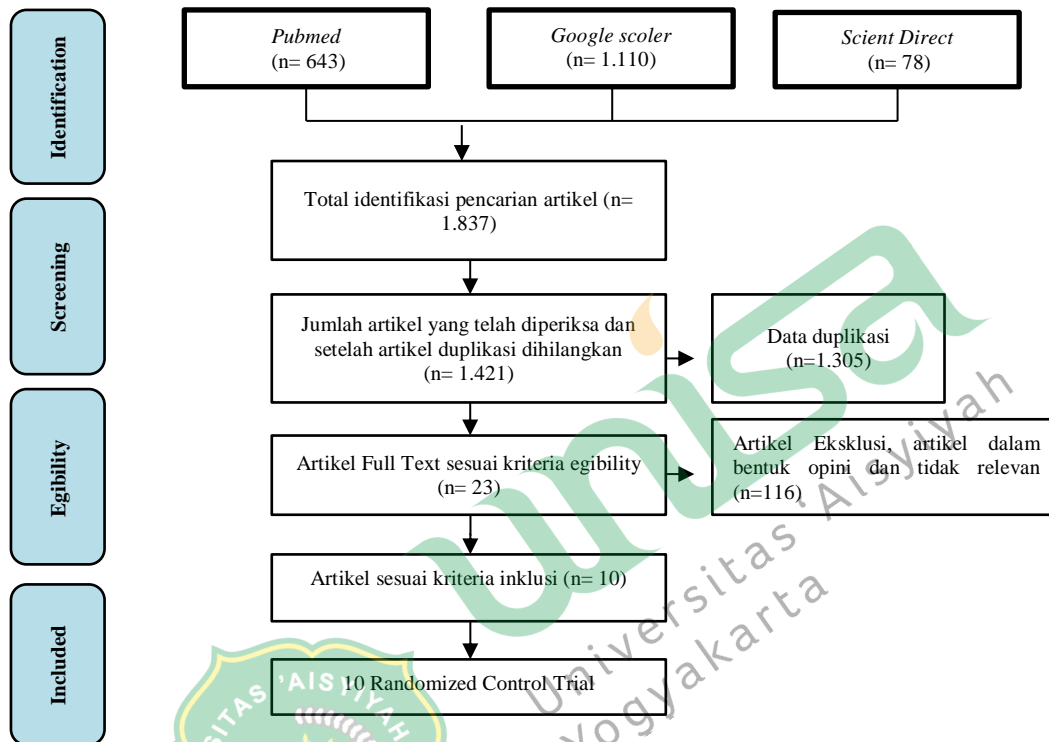 Identification
Pubmed
(n= 643)
Google scoler
(n= 1.110)
Scient Direct
(n= 78)
Total identifikasi pencarian artikel (n=
1.837)
Screening
Jumlah artikel yang telah diperiksa dan
setelah artikel duplikasi dihilangkan
(n= 1.421)
Data duplikasi
(n=1.305)
Egibility
Artikel Full Text sesuai kriteria egibility
(n= 23)
Artikel Eksklusi, artikel dalam
bentuk opini dan tidak relevan
(n=116)
Included
Artikel sesuai kriteria inklusi (n= 10)
10 Randomized Control Trial
unisa
Universitas 'Aisyiyah
Yogyakarta
SITAS 'AISYIYAH